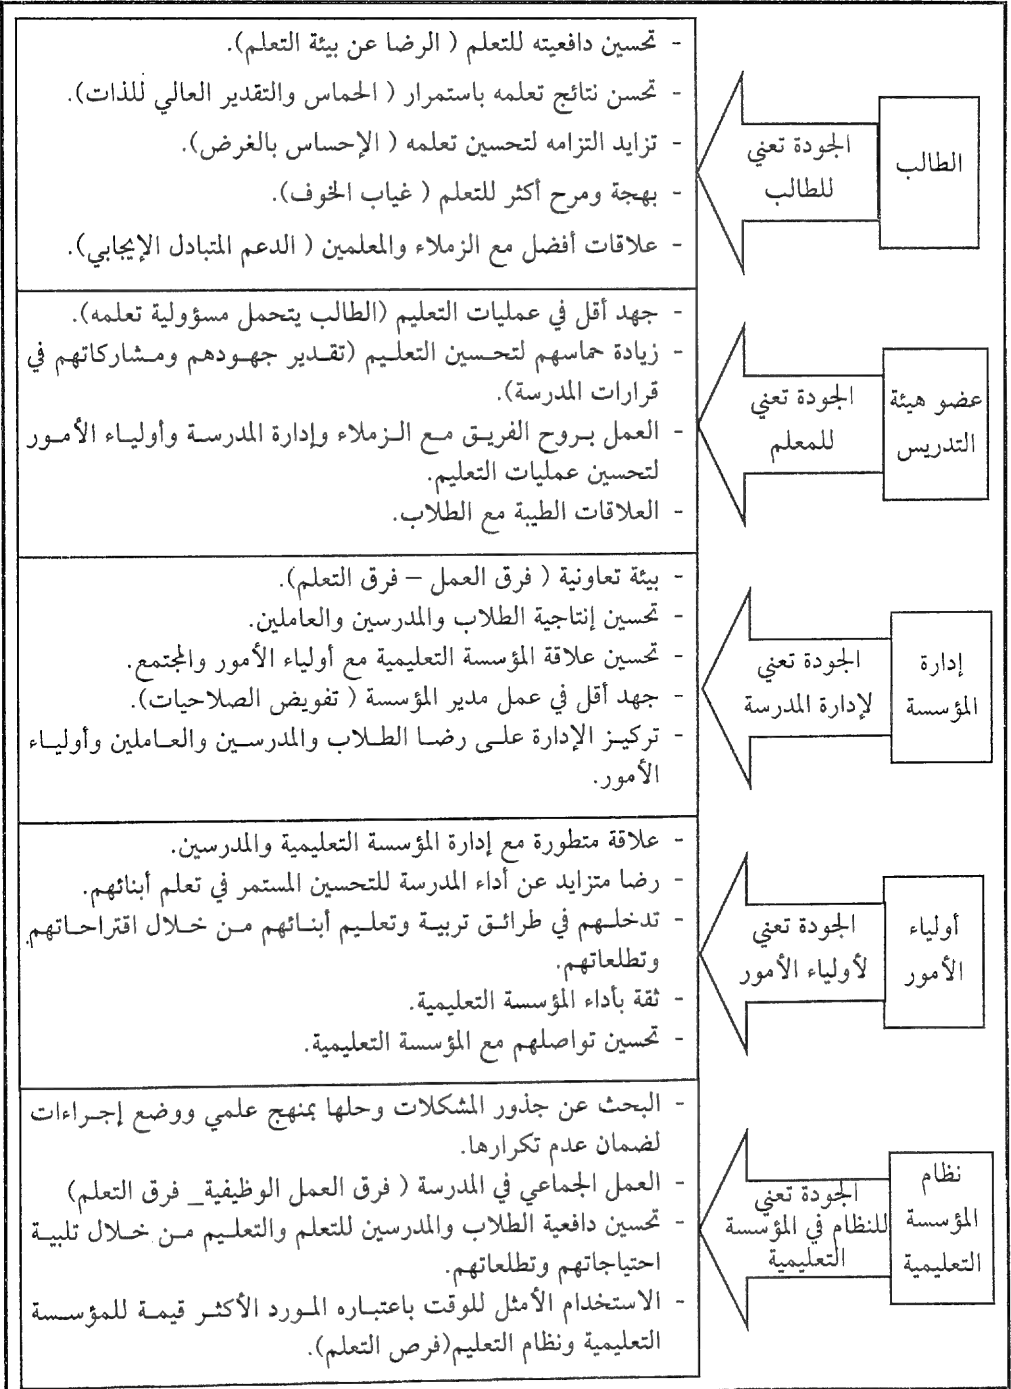 الطالب
الجودة تعني
للطالب
- تحسين دافعيته للتعلم ( الرضا عن بيئة التعلم).
- تحسن نتائج تعلمه باستمرار ( الحماس والتقدير العالي للذات).
- تزايد التزامه لتحسين تعلمه ( الإحساس بالغرض).
- بهجة ومرح أكثر للتعلم ( غياب الخوف).
- علاقات أفضل مع الزملاء والمعلمين ( الدعم المتبادل الإيجابي).
عضو هيئة
التدريس
الجودة تعني
للمعلم
- جهد أقل في عمليات التعليم (الطالب يتحمل مسؤولية تعلمه).
- زيادة حماسهم لتحسين التعليم (تقدير جهودهم ومشاركاتهم في
قرارات المدرسة).
- العمل بروح الفريق مع الزملاء وإدارة المدرسة وأولياء الأمور
لتحسين عمليات التعليم.
- العلاقات الطيبة مع الطلاب.
إدارة
المؤسسة
الجودة تعني
لإدارة المدرسة
- بيئة تعاونية ( فرق العمل – فرق التعلم).
- تحسين إنتاجية الطلاب والمدرسين والعاملين.
- تحسين علاقة المؤسسة التعليمية مع أولياء الأمور والمجتمع.
- جهد أقل في عمل مدير المؤسسة ( تفويض الصلاحيات).
- تركيز الإدارة على رضا الطلاب والمدرسين والعاملين وأولياء
الأمور.
أولياء
الأمور
الجودة تعني
لأولياء الأمور
- علاقة متطورة مع إدارة المؤسسة التعليمية والمدرسين.
- رضا متزايد عن أداء المدرسة للتحسين المستمر في تعلم أبنائهم.
- تدخلهم في طرائق تربية وتعليم أبنائهم من خلال اقتراحاتهم
وتطلعاتهم.
- ثقة بأداء المؤسسة التعليمية.
- تحسين تواصلهم مع المؤسسة التعليمية.
نظام
المؤسسة
التعليمية
الجودة تعني
للنظام في المؤسسة
التعليمية
- البحث عن جذور المشكلات وحلها بمنهج علمي ووضع إجراءات
لضمان عدم تكرارها.
- العمل الجماعي في المدرسة ( فرق العمل الوظيفية_ فرق التعلم)
- تحسين دافعية الطلاب والمدرسين للتعلم والتعليم من خلال تلبية
احتياجاتهم وتطلعاتهم.
- الاستخدام الأمثل للوقت باعتباره المورد الأكثر قيمة للمؤسسة
التعليمية ونظام التعليم(فرص التعلم).